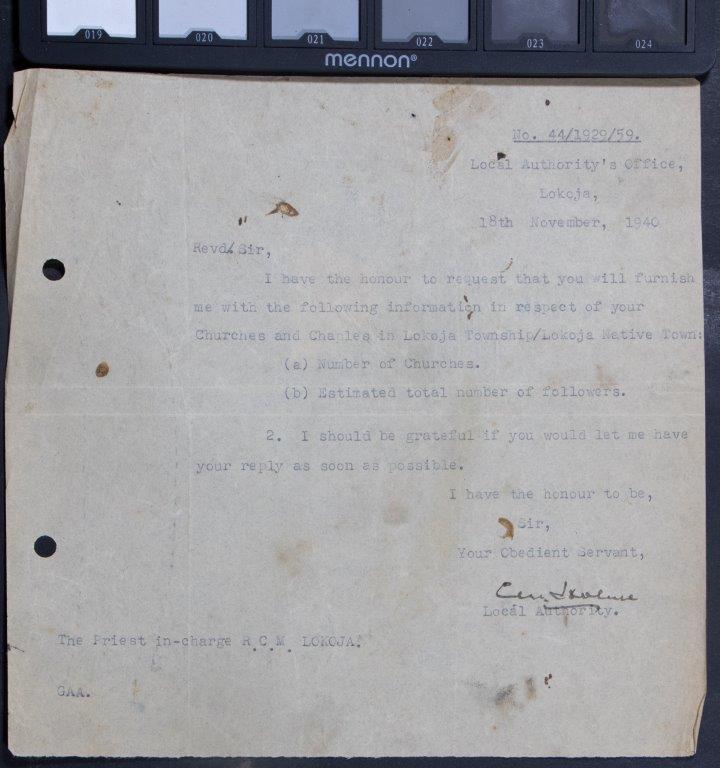 019 020 021 022 023 024
mennon®
No. 44/1929/59.
Local Authority's Office,
Lokoja,
18th November, 1940
Revd/Sir,
I have the honour to request that you will furnish
me with the following information in respect of your
Churches and Chaples in Lokoja Township/Lokoja Native Town:
(a) Number of Churches.
(b) Estimated total number of followers.
2. I should be grateful if you would let me have
your reply as soon as possible.
I have the honour to be,
Sir,
Your Obedient Servant,
Local Authority.
The Priest in-charge R.C.M. LOKOJA.
GAA.